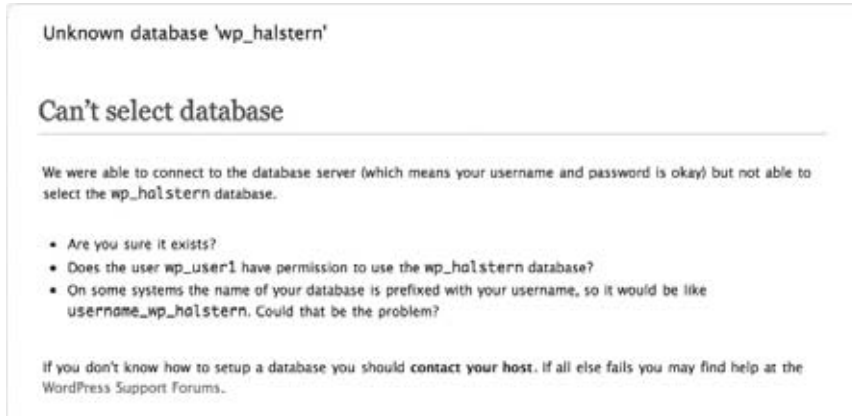 Unknown database 'wp_halstern'
Can't select database
We were able to connect to the database server (which means your username and password is okay) but not able to
select the wp_halstern database.
• Are you sure it exists?
• Does the user wp_user1 have permission to use the wp_halstern database?
• On some systems the name of your database is prefixed with your username, so it would be like
username_wp_halstern. Could that be the problem?
If you don't know how to setup a database you should contact your host. If all else fails you may find help at the
WordPress Support Forums.